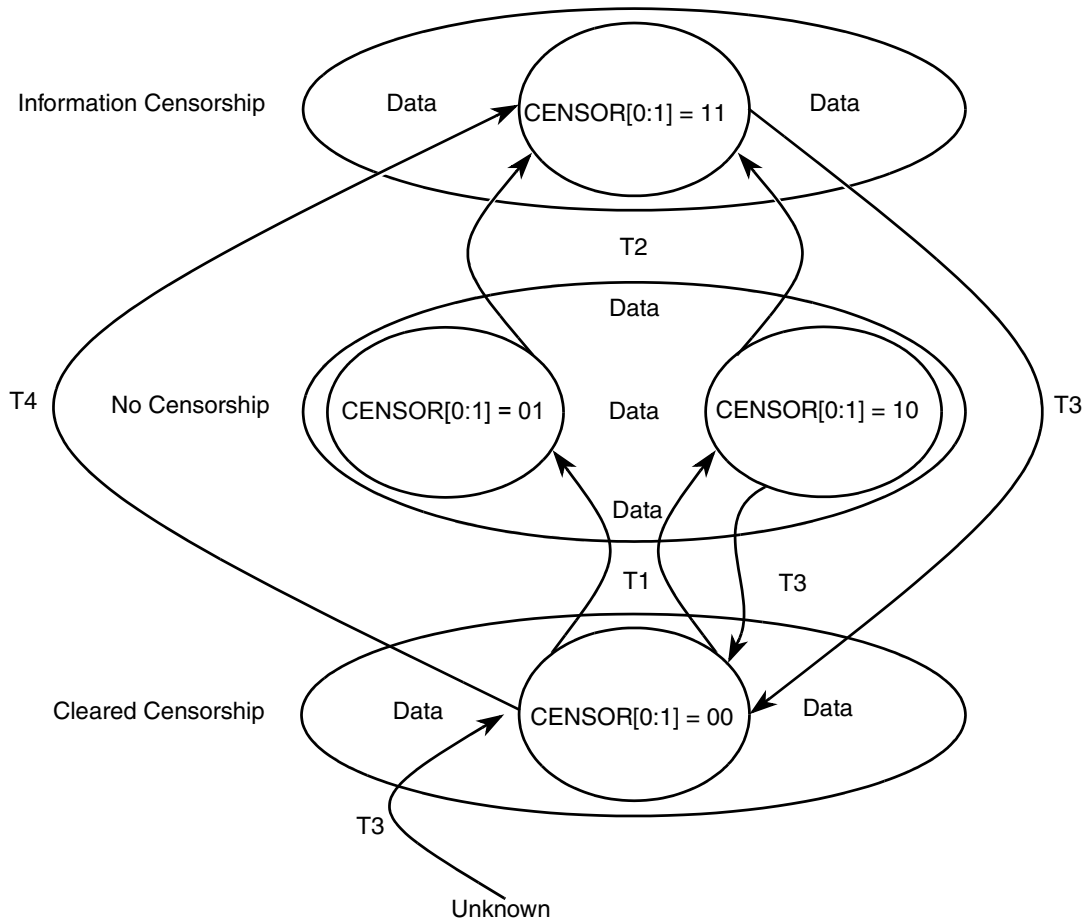 Information Censorship
Data
CENSOR[0:1] = 11
Data
T2
Data
T4
No Censorship
CENSOR[0:1] = 01
Data
CENSOR[0:1] = 10
T3
Data
T1
T3
Cleared Censorship
Data
CENSOR[0:1] = 00
Data
T3
Unknown